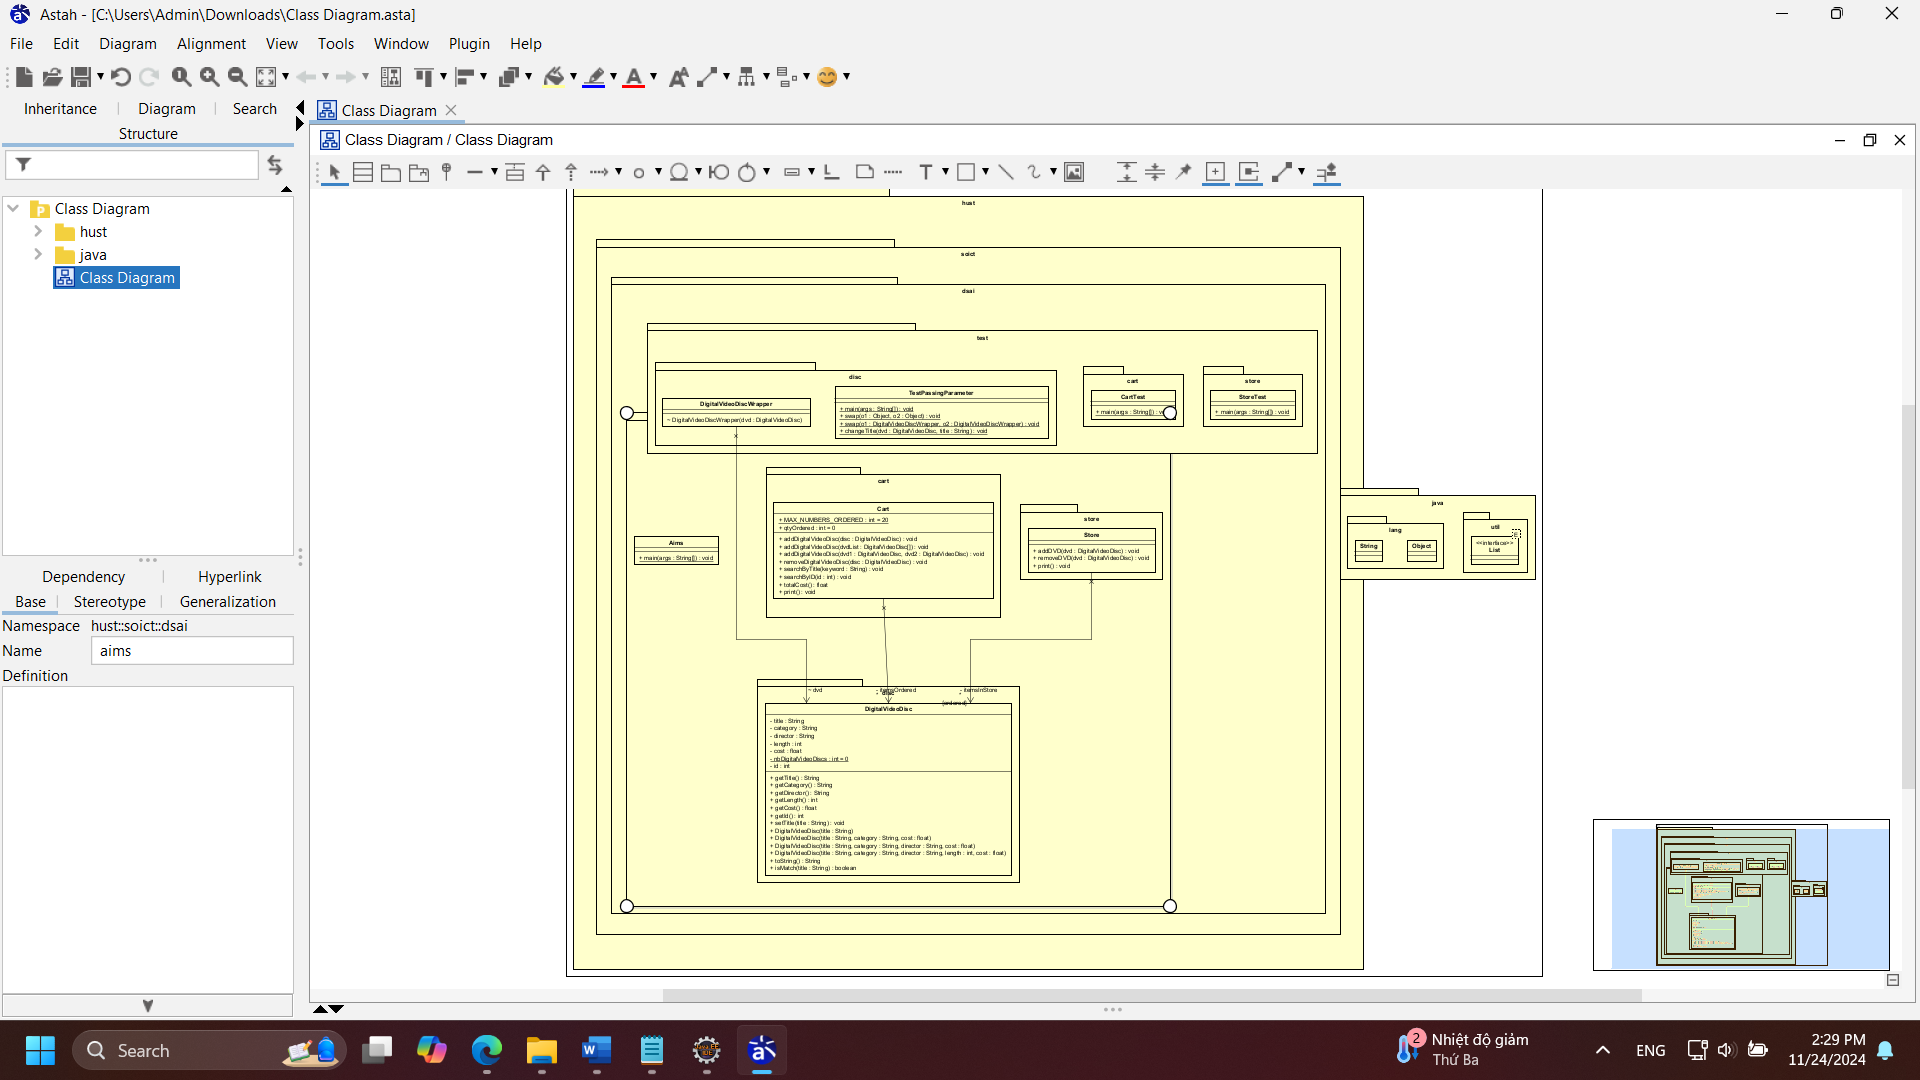 Astah - [C:\Users\Admin\Downloads\Class Diagram.asta]
File Edit Diagram Alignment View Tools Window Plugin Help
Inheritance Diagram Search
Structure
Class Diagram
Class Diagram / Class Diagram
Class Diagram
hust
java
Class Diagram
Dependency Hyperlink
Base Stereotype Generalization
Namespace hust::soict::dsai
Name aims
Definition
hust
soict
dsai
test
disc
DigitalVideoDiscWrapper
~ DigitalVideoDiscWrapper(dvd : DigitalVideoDisc)
TestPassingParameter
+ main(args : String[]) : void
+ swap(o1 : Object, o2 : Object) : void
+ swap(o1 : DigitalVideoDiscWrapper, o2 : DigitalVideoDiscWrapper) : void
+ changeTitle(dvd : DigitalVideoDisc, title : String) : void
cart
CartTest
+ main(args : String[])
store
StoreTest
+ main(args : String[]) : void
cart
Cart
+ MAX_NUMBERS_ORDERED : int = 20
+ qtyOrdered : int = 0
+ addDigitalVideoDisc(disc : DigitalVideoDisc) : void
+ addDigitalVideoDisc(dvdList : DigitalVideoDisc[]) : void
+ addDigitalVideoDisc(dvd1 : DigitalVideoDisc, dvd2 : DigitalVideoDisc) : void
+ removeDigitalVideoDisc(disc : DigitalVideoDisc) : void
+ searchByTitle(keyword : String) : void
+ searchByID(id : int) : void
+ totalCost() : float
+ print() : void
store
Store
+ addDVD(dvd : DigitalVideoDisc) : void
+ removeDVD(dvd : DigitalVideoDisc) : void
+ print() : void
Aims
+ main(args : String[]) : void
java
lang
String
Object
util
<<interface>>
List
~ dvd
- itemsOrdered
- itemsInStore
disc
{ordered}
DigitalVideoDisc
- title : String
- category : String
- director : String
- length : int
- cost : float
- nbDigitalVideoDiscs : int = 0
- id : int
+ getTitle() : String
+ getCategory() : String
+ getDirector() : String
+ getLength() : int
+ getCost() : float
+ getId() : int
+ setTitle(title : String) : void
+ DigitalVideoDisc(title : String)
+ DigitalVideoDisc(title : String, category : String, cost : float)
+ DigitalVideoDisc(title : String, category : String, director : String, cost : float)
+ DigitalVideoDisc(title : String, category : String, director : String, length : int, cost : float)
+ toString() : String
+ isMatch(title : String) : boolean
Search
2
Nhiệt độ giảm
Thứ Ba
ENG
2:29 PM
11/24/2024